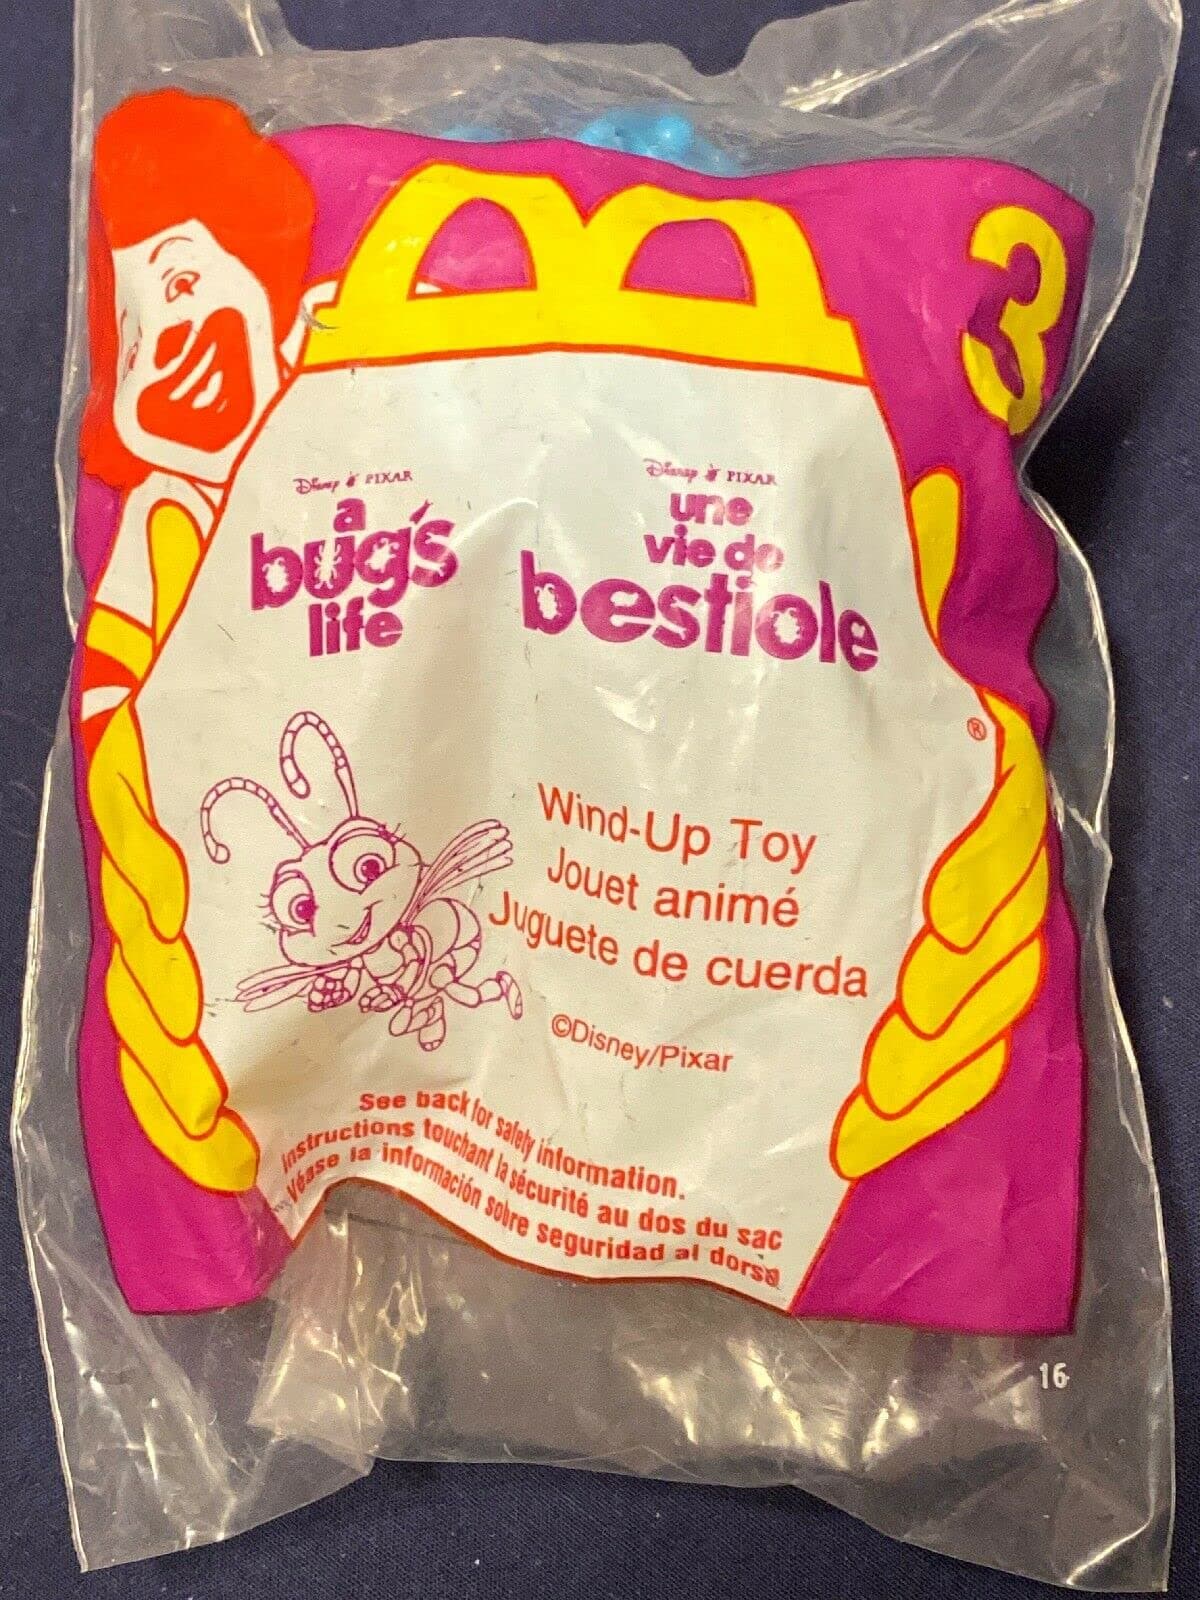 3
Disney PIXAR
a
bug's
life
Disney PIXAR
une
vie de
bestiole
®
Wind-Up Toy
Jouet animé
Juguete de cuerda
©Disney/Pixar
See back for safety information.
Instructions touchant la sécurité au dos du sac
Véase la información sobre seguridad al dorso
16